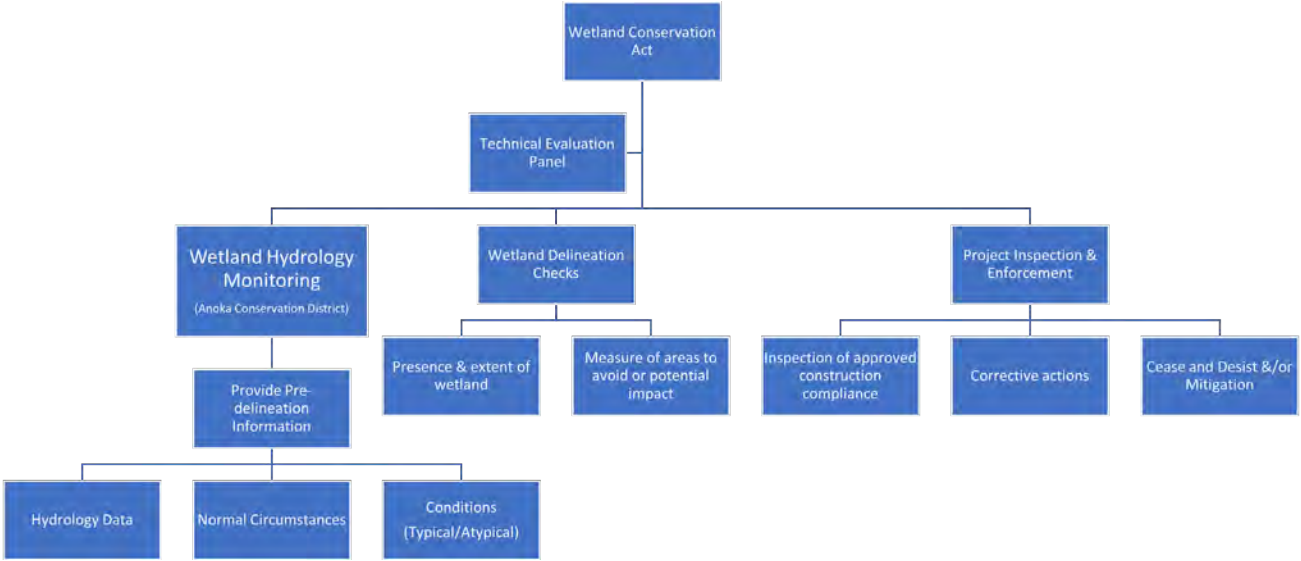 Wetland Conservation
Act
Technical Evaluation
Panel
Wetland Hydrology
Monitoring
(Anoka Conservation District)
Wetland Delineation
Checks
Project Inspection &
Enforcement
Presence & extent of
wetland
Measure of areas to
avoid or potential
impact
Inspection of approved
construction
compliance
Corrective actions
Cease and Desist &/or
Mitigation
Provide Pre-
delineation
Information
Hydrology Data
Normal Circumstances
Conditions
(Typical/Atypical)